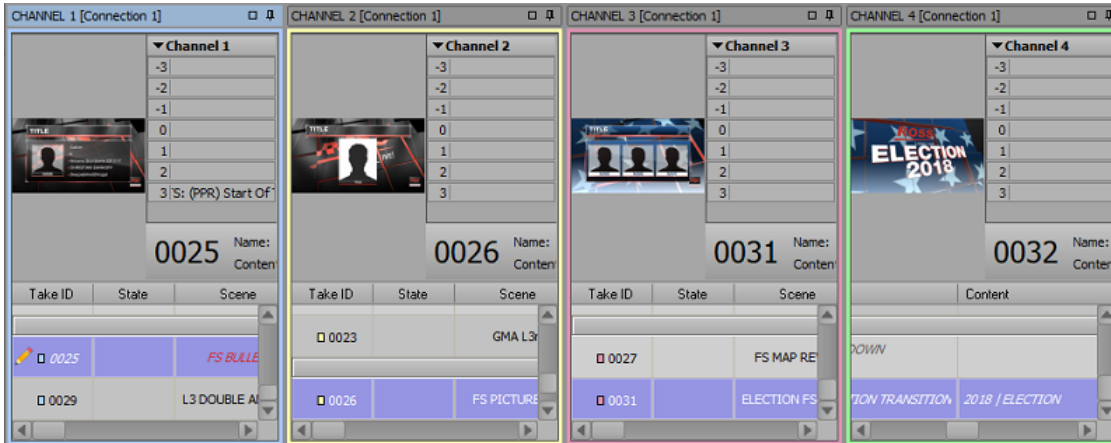 CHANNEL 1 [Connection 1]
Channel 1
-3
-2
-1
0
1
2
3 'S: (PPR) Start Of
TITLE
0025
Name:
Content
Take ID State Scene
0025 FS BULLE
0029 L3 DOUBLE A
CHANNEL 2 [Connection 1]
Channel 2
-3
-2
-1
0
1
2
3
TITLE
0026
Name:
Content
Take ID State Scene
0023 GMA L3r
0026 FS PICTURE
CHANNEL 3 [Connection 1]
Channel 3
-3
-2
-1
0
1
2
3
TITLE
0031
Name:
Content
Take ID State Scene
0027 FS MAP RE
0031 ELECTION FS
CHANNEL 4 [Connection 1]
Channel 4
-3
-2
-1
0
1
2
3
ROSS
ELECTION
2018
0032
Name:
Conten
Content
DOWN
TION TRANSITION 2018 / ELECTION